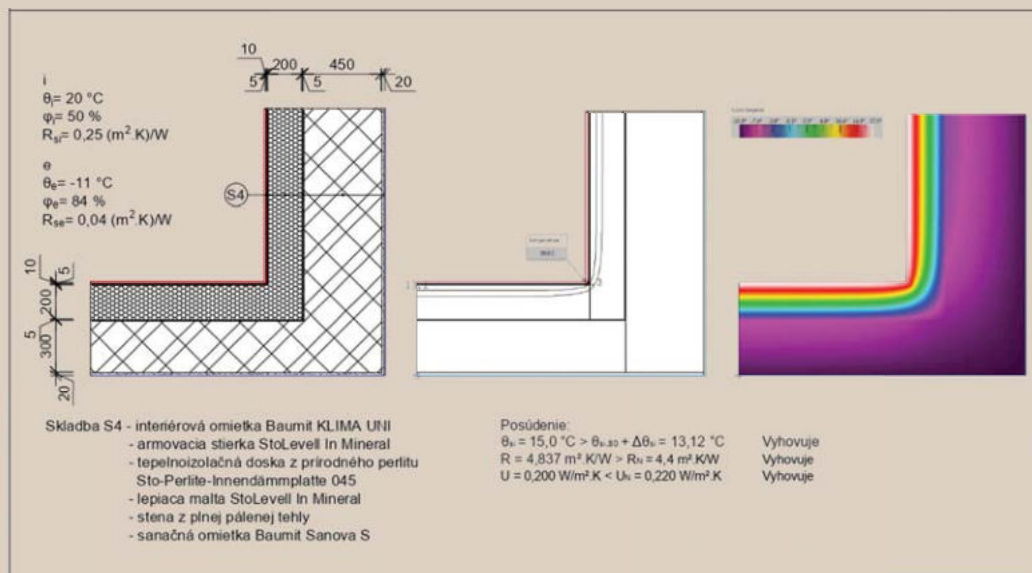 10
200 450
5 5 20
i
θi= 20 °C
φi= 50 %
Rsi= 0,25 (m².K)/W
e
θe= -11 °C
φe= 84 %
Rse= 0,04 (m².K)/W
S4
10 5
200
5
300
20
Skladba S4 - interiérová omietka Baumit KLIMA UNI
- armovacia stierka StoLevell In Mineral
- tepelnoizolačná doska z prírodného perlitu
Sto-Perlite-Innendämmplatte 045
- lepiaca malta StoLevell In Mineral
- stena z plnej pálenej tehly
- sanačná omietka Baumit Sanova S
Posúdenie:
θsi = 15,0 °C > θsi,80 + Δθsi = 13,12 °C Vyhovuje
R = 4,837 m².K/W > RN = 4,4 m².K/W Vyhovuje
U = 0,200 W/m².K < UN = 0,220 W/m².K Vyhovuje